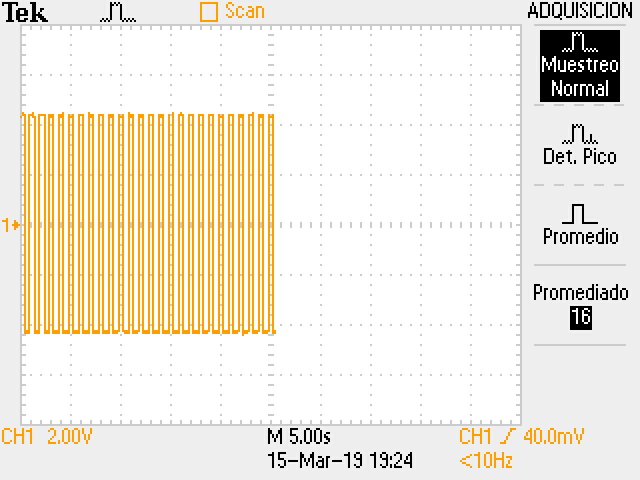 Tek
Scan
ADQUISICION
Muestreo
Normal
Det. Pico
Promedio
Promediado
16
1
CH1 2.00V
M 5.00s
CH1 40.0mV
15-Mar-19 19:24
<10Hz